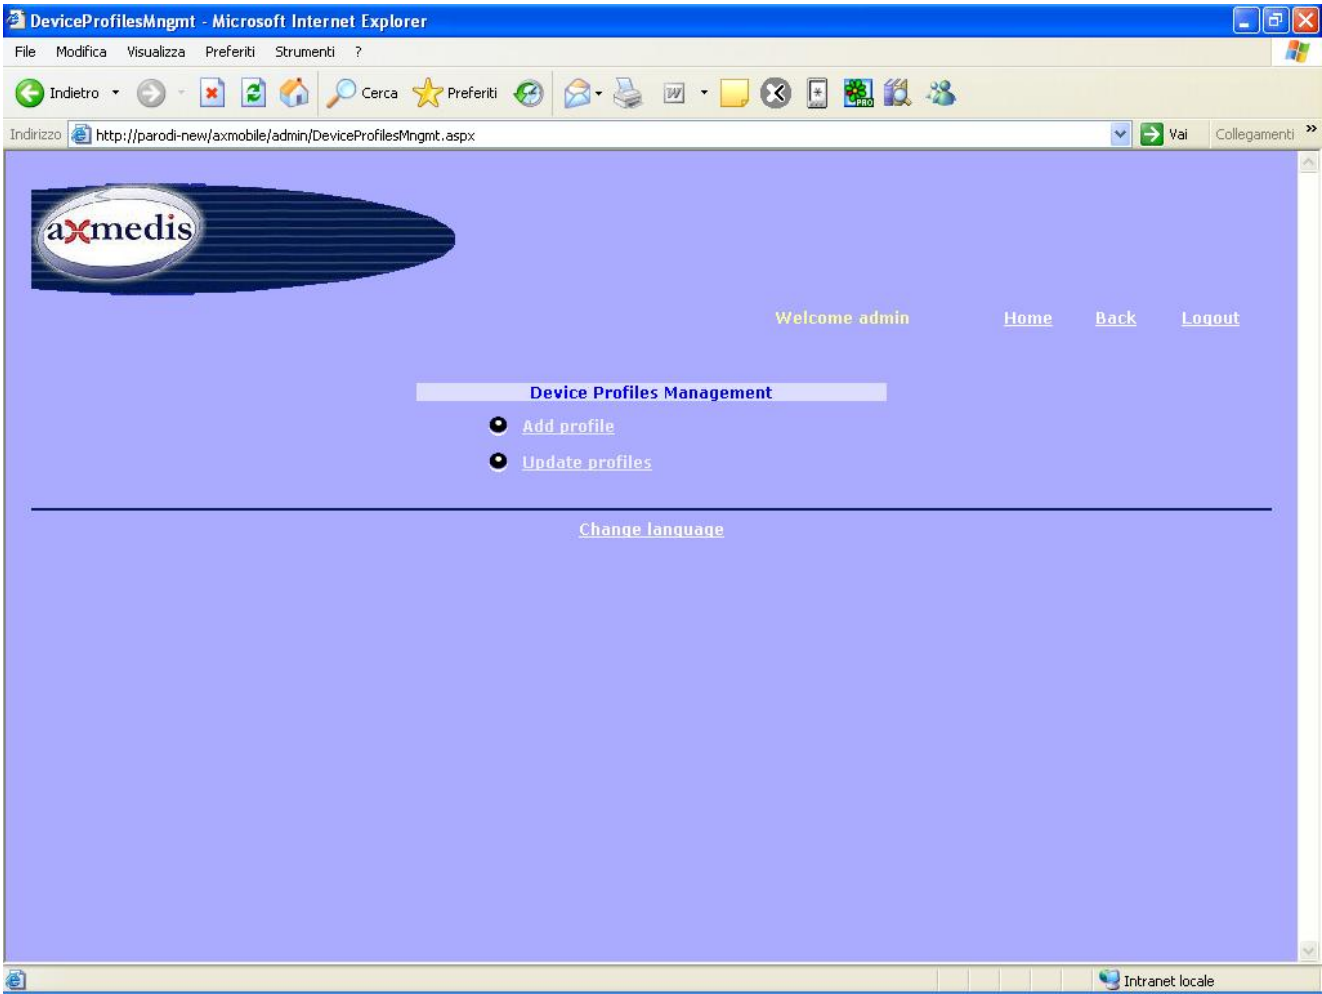 DeviceProfilesMngmt - Microsoft Internet Explorer
File Modifica Visualizza Preferiti Strumenti ?
Indietro Cerca Preferiti
Indirizzo http://parodi-new/axmobile/admin/DeviceProfilesMngmt.aspx Vai Collegamenti »
axmedis
Welcome admin Home Back Logout
Device Profiles Management
Add profile
Update profiles
Change language
Intranet locale